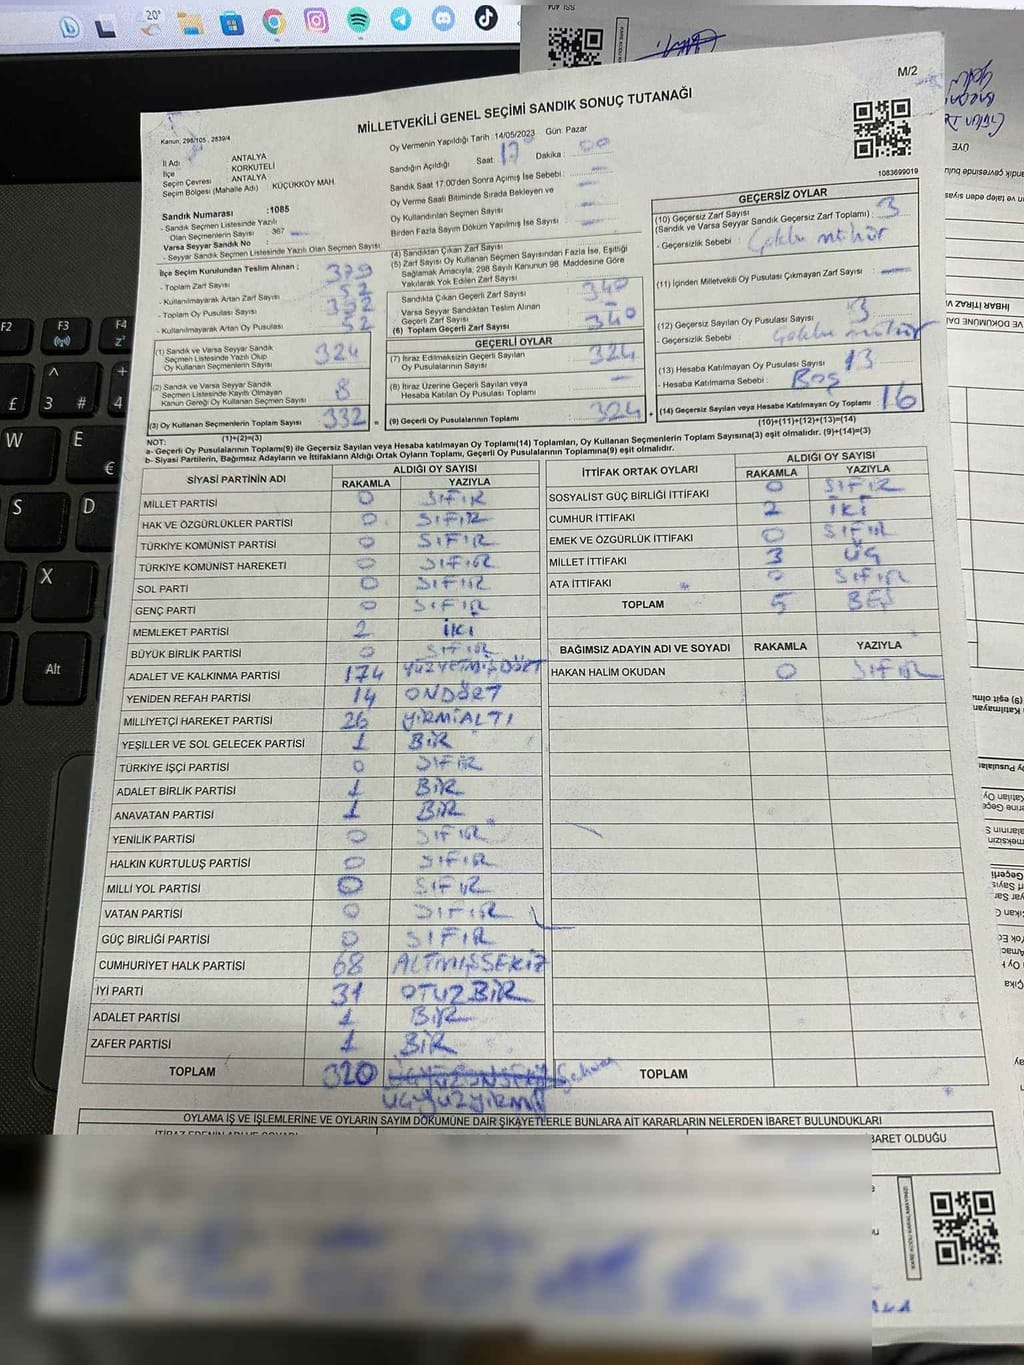 20°
M/2
MİLLETVEKİLİ GENEL SEÇİMİ SANDIK SONUÇ TUTANAĞI
Kanun, 298/105 , 2839/4
Oy Vermenin Yapıldığı Tarih :14/05/2023 Gün: Pazar
İl Adı ANTALYA
İlçe KORKUTELİ
Seçim Çevresi ANTALYA
Seçim Bölgesi (Mahalle Adı) KÜÇÜKKÖY MAH.
Sandık Numarası :1085
- Sandık Seçmen Listesinde Yazılı
Olan Seçmenlerin Sayısı : 367
Varsa Seyyar Sandık No :
- Seyyar Sandık Seçmen Listesinde Yazılı Olan Seçmen Sayısı:
İlçe Seçim Kurulundan Teslim Alınan ;
- Toplam Zarf Sayısı 379
- Kullanılmayarak Artan Zarf Sayısı : 52
- Toplam Oy Pusulası Sayısı
- Kullanılmayarak Artan Oy Pusulası : 52
(1) Sandık ve Varsa Seyyar Sandık
Seçmen Listesinde Yazılı Olup
Oy Kullanan Seçmenlerin Sayısı 324
(2) Sandık ve Varsa Seyyar Sandık
Seçmen Listesinde Kayıtlı Olmayan
Kanun Gereği Oy Kullanan Seçmen Sayısı 8
(3) Oy Kullanan Seçmenlerin Toplam Sayısı 332 =
(1)+(2)=(3)
Sandığın Açıldığı Saat : 17 Dakika : 00
Sandık Saat 17:00'den Sonra Açımış İse Sebebi :
Oy Verme Saati Bitiminde Sırada Bekleyen ve
Oy Kullandırılan Seçmen Sayısı :
Birden Fazla Sayım Döküm Yapılmış İse Sayısı :
(4) Sandıktan Çıkan Zarf Sayısı
(5) Zarf Sayısı Oy Kullanan Seçmen Sayısından Fazla İse, Eşitliği
Sağlamak Amacıyla, 298 Sayılı Kanunun 98. Maddesine Göre
Yakılarak Yok Edilen Zarf Sayısı
Sandıkta Çıkan Geçerli Zarf Sayısı 340
Varsa Seyyar Sandıktan Teslim Alınan
Geçerli Zarf Sayısı
(6) Toplam Geçerli Zarf Sayısı 340
GEÇERLİ OYLAR
(7) İtiraz Edilmeksizin Geçerli Sayılan
Oy Pusulasının Sayısı 324
(8) İtiraz Üzerine Geçerli Sayılan veya
Hesaba Katılan Oy Pusulası Sayısı
(9) Geçerli Oy Pusulalarının Toplamı : 324 +
1083699019
GEÇERSİZ OYLAR
(10) Geçersiz Zarf Sayısı
(Sandık ve Varsa Seyyar Sandık Geçersiz Zarf Toplamı) : 3
- Geçersizlik Sebebi : Çoklu mühür
(11) İçinden Milletvekili Oy Pusulası Çıkmayan Zarf Sayısı :
(12) Geçersiz Sayılan Oy Pusulası Sayısı : 3
- Geçersizlik Sebebi : Çoklu mühür
(13) Hesaba Katılmayan Oy Pusulası Sayısı : 13
- Hesaba Katılmama Sebebi : Boş
(14) Geçersiz Sayılan veya Hesaba Katılmayan Oy Toplamı : 16
(10)+(11)+(12)+(13)=(14)
NOT:
a- Geçerli Oy Pusulalarının Toplamı(9) ile Geçersiz Sayılan veya Hesaba katılmayan Oy Toplamı(14) Toplamları, Oy Kullanan Seçmenlerin Toplam Sayısına(3) eşit olmalıdır. (9)+(14)=(3)
b- Siyasi Partilerin, Bağımsız Adayların ve İttifakların Aldığı Ortak Oyların Toplamı, Geçerli Oy Pusulalarının Toplamına(9) eşit olmalıdır.
SİYASİ PARTİNİN ADI ALDIĞI OY SAYISI
RAKAMLA YAZIYLA
MİLLET PARTİSİ 0 SIFIR
HAK VE ÖZGÜRLÜKLER PARTİSİ 0 SIFIR
TÜRKİYE KOMÜNİST PARTİSİ 0 SIFIR
TÜRKİYE KOMÜNİST HAREKETİ 0 SIFIR
SOL PARTİ 0 SIFIR
GENÇ PARTİ 0 SIFIR
MEMLEKET PARTİSİ 2 İKİ
BÜYÜK BİRLİK PARTİSİ 0 SIFIR
ADALET VE KALKINMA PARTİSİ 174 YÜZYETMİŞDÖRT
YENİDEN REFAH PARTİSİ 14 ONDÖRT
MİLLİYETÇİ HAREKET PARTİSİ 26 YİRMİALTI
YEŞİLLER VE SOL GELECEK PARTİSİ 1 BİR
TÜRKİYE İŞÇİ PARTİSİ 0 SIFIR
ADALET BİRLİK PARTİSİ 1 BİR
ANAVATAN PARTİSİ 1 BİR
YENİLİK PARTİSİ 0 SIFIR
HALKIN KURTULUŞ PARTİSİ 0 SIFIR
MİLLİ YOL PARTİSİ 0 SIFIR
VATAN PARTİSİ 0 SIFIR
GÜÇ BİRLİĞİ PARTİSİ 0 SIFIR
CUMHURİYET HALK PARTİSİ 68 ALTMIŞSEKİZ
İYİ PARTİ 31 OTUZBİR
ADALET PARTİSİ 1 BİR
ZAFER PARTİSİ 1 BİR
TOPLAM 320
ÜÇYÜZYİRMİ
İTTİFAK ORTAK OYLARI ALDIĞI OY SAYISI
RAKAMLA YAZIYLA
SOSYALİST GÜÇ BİRLİĞİ İTTİFAKI 0 SIFIR
CUMHUR İTTİFAKI 2 İKİ
EMEK VE ÖZGÜRLÜK İTTİFAKI 0 SIFIR
MİLLET İTTİFAKI 3 ÜÇ
ATA İTTİFAKI 0 SIFIR
TOPLAM 5 BEŞ
BAĞIMSIZ ADAYIN ADI VE SOYADI RAKAMLA YAZIYLA
HAKAN HALİM OKUDAN 0 SIFIR
TOPLAM
OYLAMA İŞ VE İŞLEMLERİNE VE OYLARIN SAYIM DÖKÜMÜNE DAİR ŞİKAYETLERLE BUNLARA AİT KARARLARIN NELERDEN İBARET BULUNDUKLARI
BARET OLDUĞU
F2
F3
F4
£
3
#
4
W
E
€
S
D
X
Alt